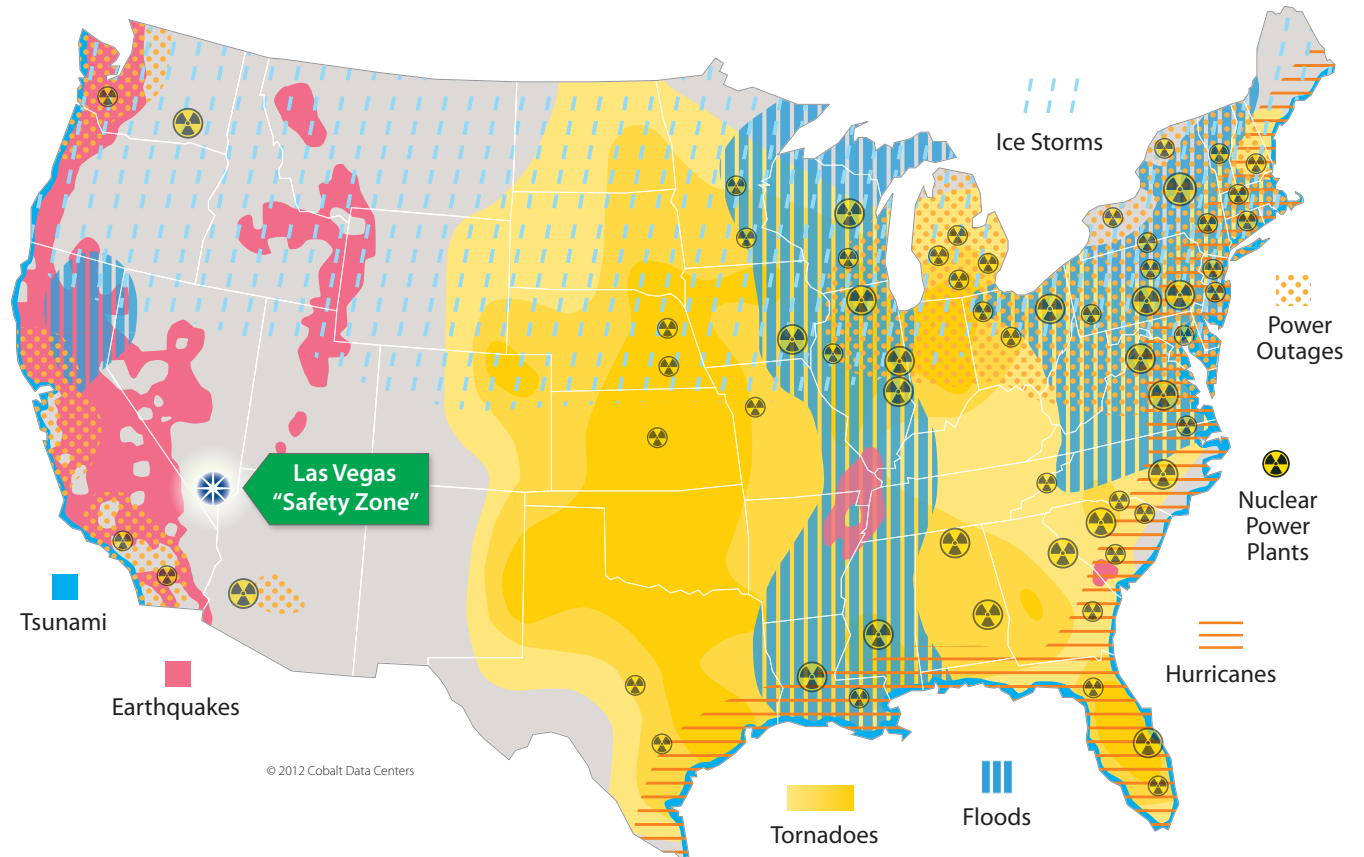 Ice Storms
Power
Outages
Las Vegas
“Safety Zone”
Nuclear
Power
Plants
Tsunami
Hurricanes
Earthquakes
© 2012 Cobalt Data Centers
Floods
Tornadoes